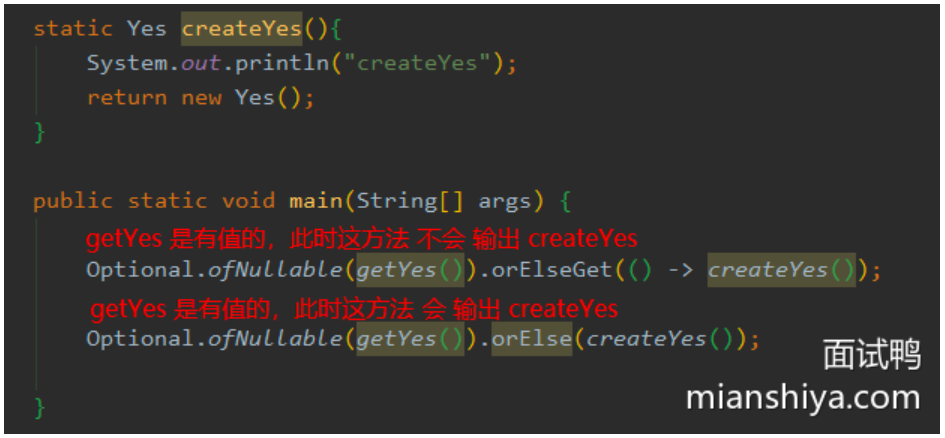 static Yes createYes(){
System.out.println("createYes");
return new Yes();
}
public static void main(String[] args) {
getYes 是有值的，此时这方法 不会 输出 createYes
Optional.ofNullable(getYes()).orElseGet(() -> createYes());
getYes 是有值的，此时这方法 会 输出 createYes
Optional.ofNullable(getYes()).orElse(createYes());
面试鸭
mianshiya.com
}